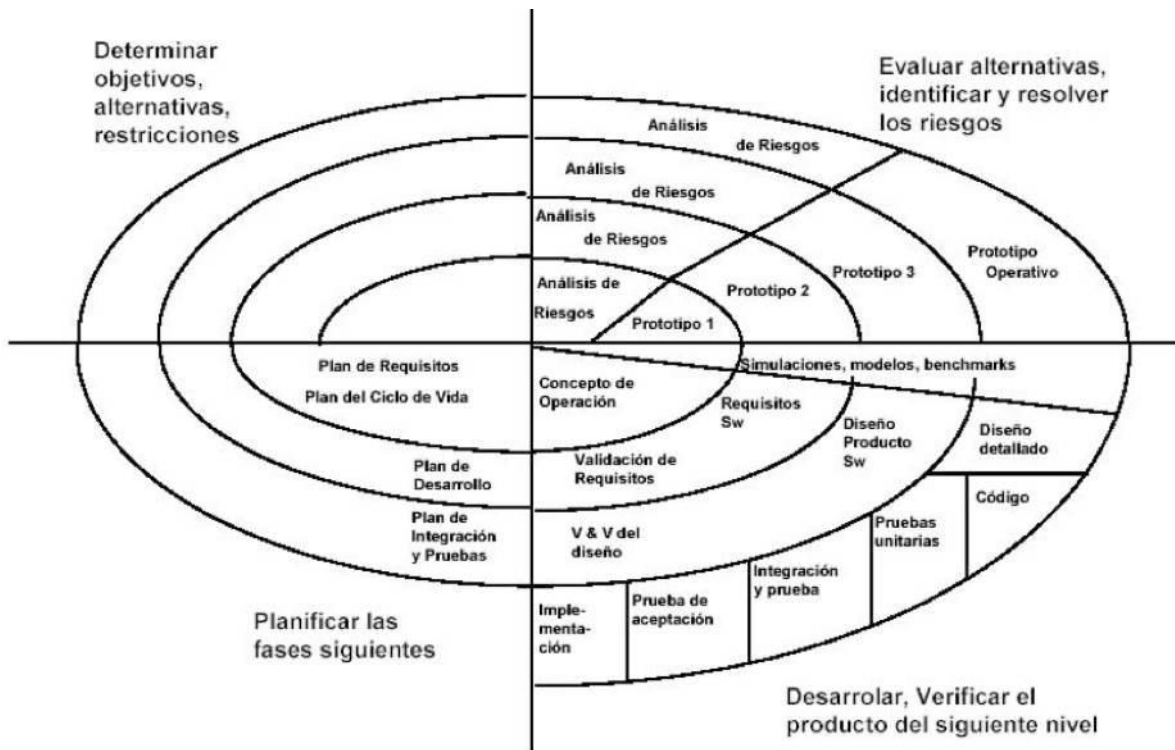 Determinar
objetivos,
alternativas,
restricciones
Evaluar alternativas,
identificar y resolver
los riesgos
Análisis
de Riesgos
Análisis
de Riesgos
Análisis
de Riesgos
Análisis de
Riesgos
Prototipo 1
Prototipo 2
Prototipo 3
Prototipo
Operativo
Simulaciones, modelos, benchmarks
Plan de Requisitos
Plan del Ciclo de Vida
Concepto de
Operación
Requisitos
Sw
Diseño
Producto
Sw
Diseño
detallado
Plan de
Desarrollo
Validación de
Requisitos
Código
Plan de
Integración
y Pruebas
V & V del
diseño
Pruebas
unitarias
Integración
y prueba
Prueba de
aceptación
Imple-
menta-
ción
Planificar las
fases siguientes
Desarrolar, Verificar el
producto del siguiente nivel